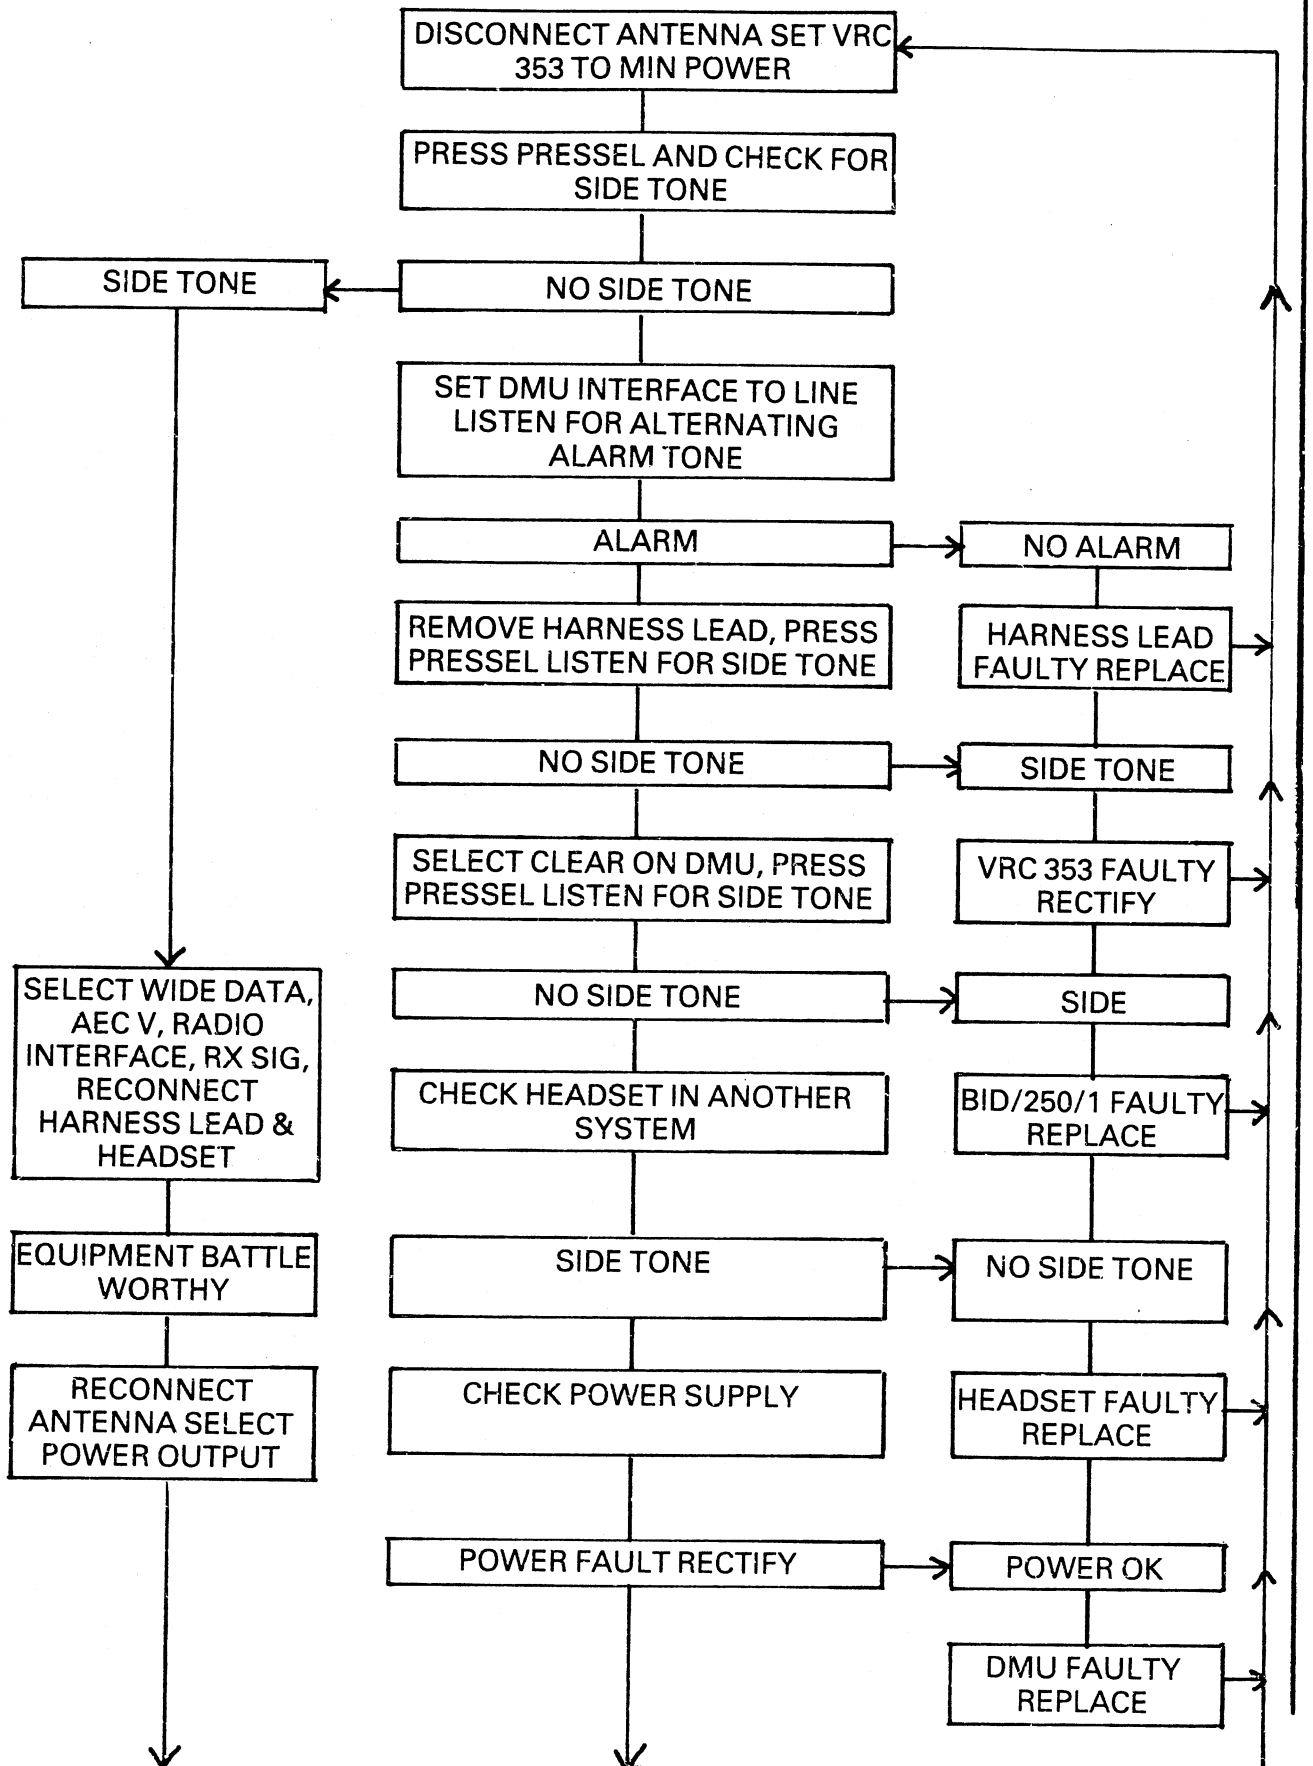 DISCONNECT ANTENNA SET VRC
353 TO MIN POWER
PRESS PRESSEL AND CHECK FOR
SIDE TONE
SIDE TONE
NO SIDE TONE
SET DMU INTERFACE TO LINE
LISTEN FOR ALTERNATING
ALARM TONE
ALARM
NO ALARM
REMOVE HARNESS LEAD, PRESS
PRESSEL LISTEN FOR SIDE TONE
HARNESS LEAD
FAULTY REPLACE
NO SIDE TONE
SIDE TONE
SELECT CLEAR ON DMU, PRESS
PRESSEL LISTEN FOR SIDE TONE
VRC 353 FAULTY
RECTIFY
SELECT WIDE DATA,
AEC V, RADIO
INTERFACE, RX SIG,
RECONNECT
HARNESS LEAD &
HEADSET
NO SIDE TONE
SIDE
CHECK HEADSET IN ANOTHER
SYSTEM
BID/250/1 FAULTY
REPLACE
EQUIPMENT BATTLE
WORTHY
SIDE TONE
NO SIDE TONE
RECONNECT
ANTENNA SELECT
POWER OUTPUT
CHECK POWER SUPPLY
HEADSET FAULTY
REPLACE
POWER FAULT RECTIFY
POWER OK
DMU FAULTY
REPLACE